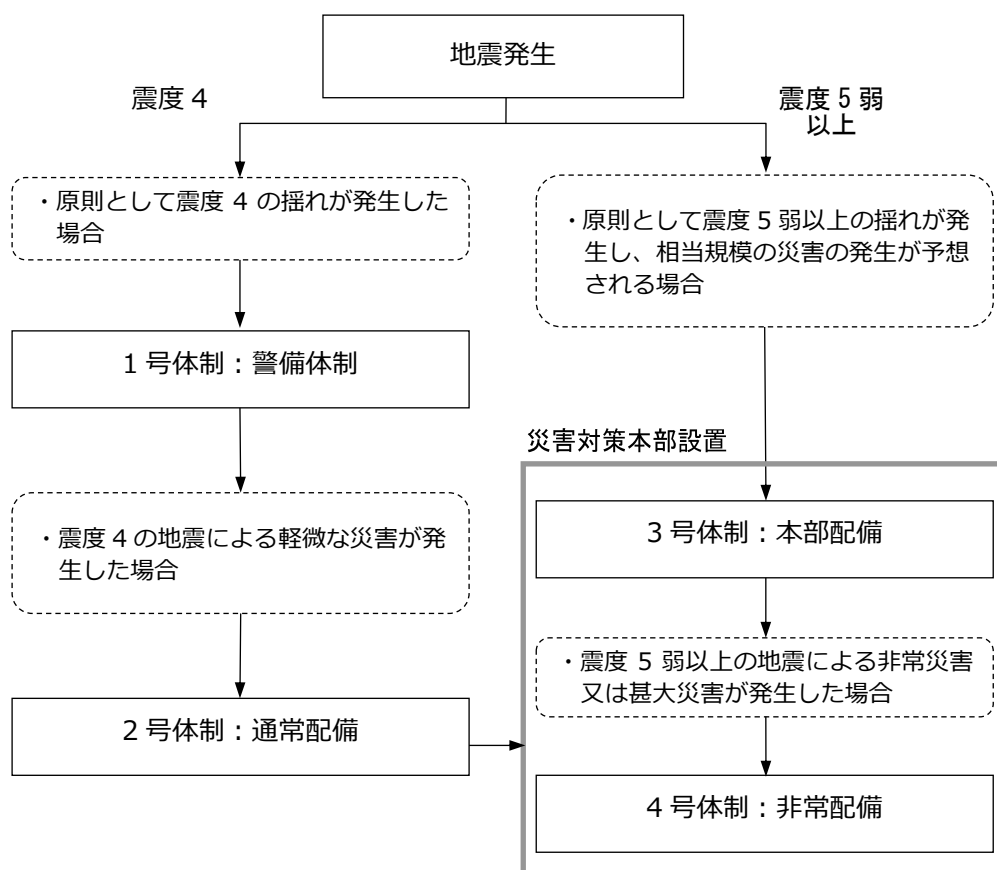 地震発生
震度4
震度5弱
以上
・原則として震度 4 の揺れが発生した
場合
・原則として震度 5 弱以上の揺れが発
生し、相当規模の災害の発生が予想
される場合
1号体制:警備体制
災害対策本部設置
・震度 4 の地震による軽微な災害が発
生した場合
3号体制:本部配備
・震度 5 弱以上の地震による非常災害
又は甚大災害が発生した場合
2号体制:通常配備
4号体制:非常配備